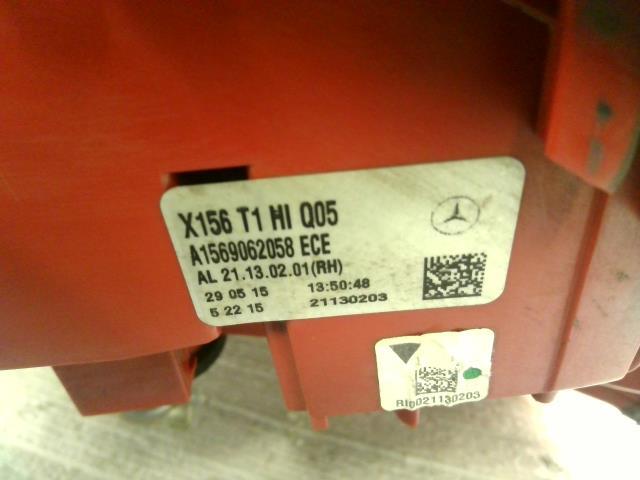 X156 T1 HI Q05
A1569062058 ECE
AL 21.13.02.01(RH)
29 05 15 13:50:48
5 22 15 21130203